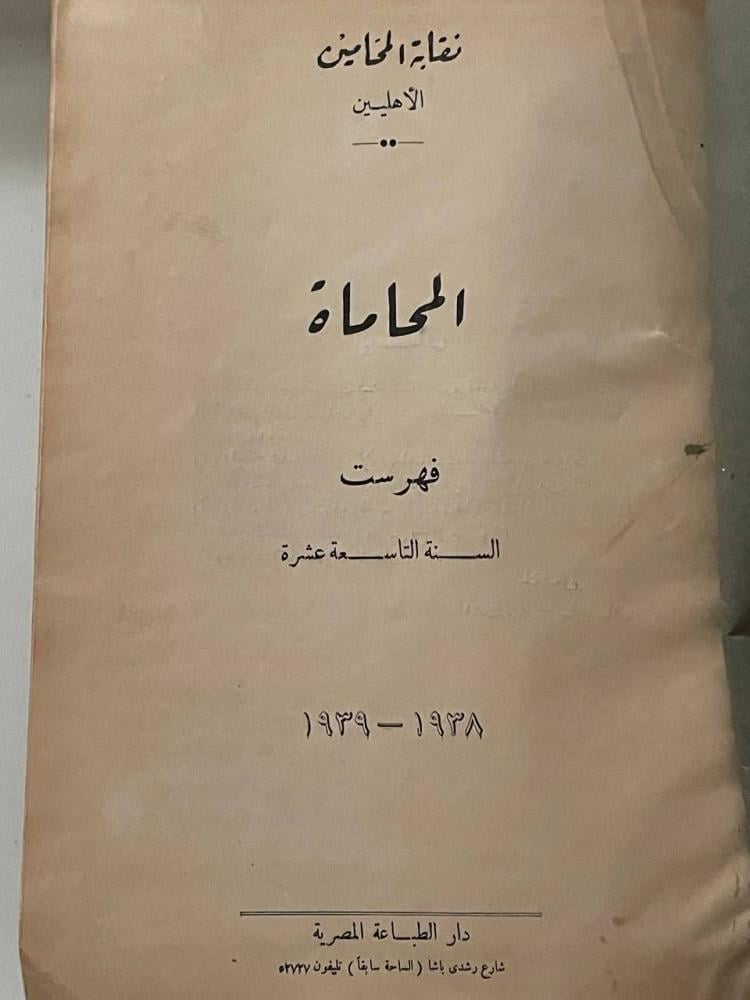 نقابة المحامين
الأهليين
المحاماة
فهرست
السنة التاسعة عشرة
١٩٣٨ — ١٩٣٩
دار الطباعة المصرية
شارع رشدى باشا ( الساحة سابقاً ) تليفون ٥٢٧٢٧